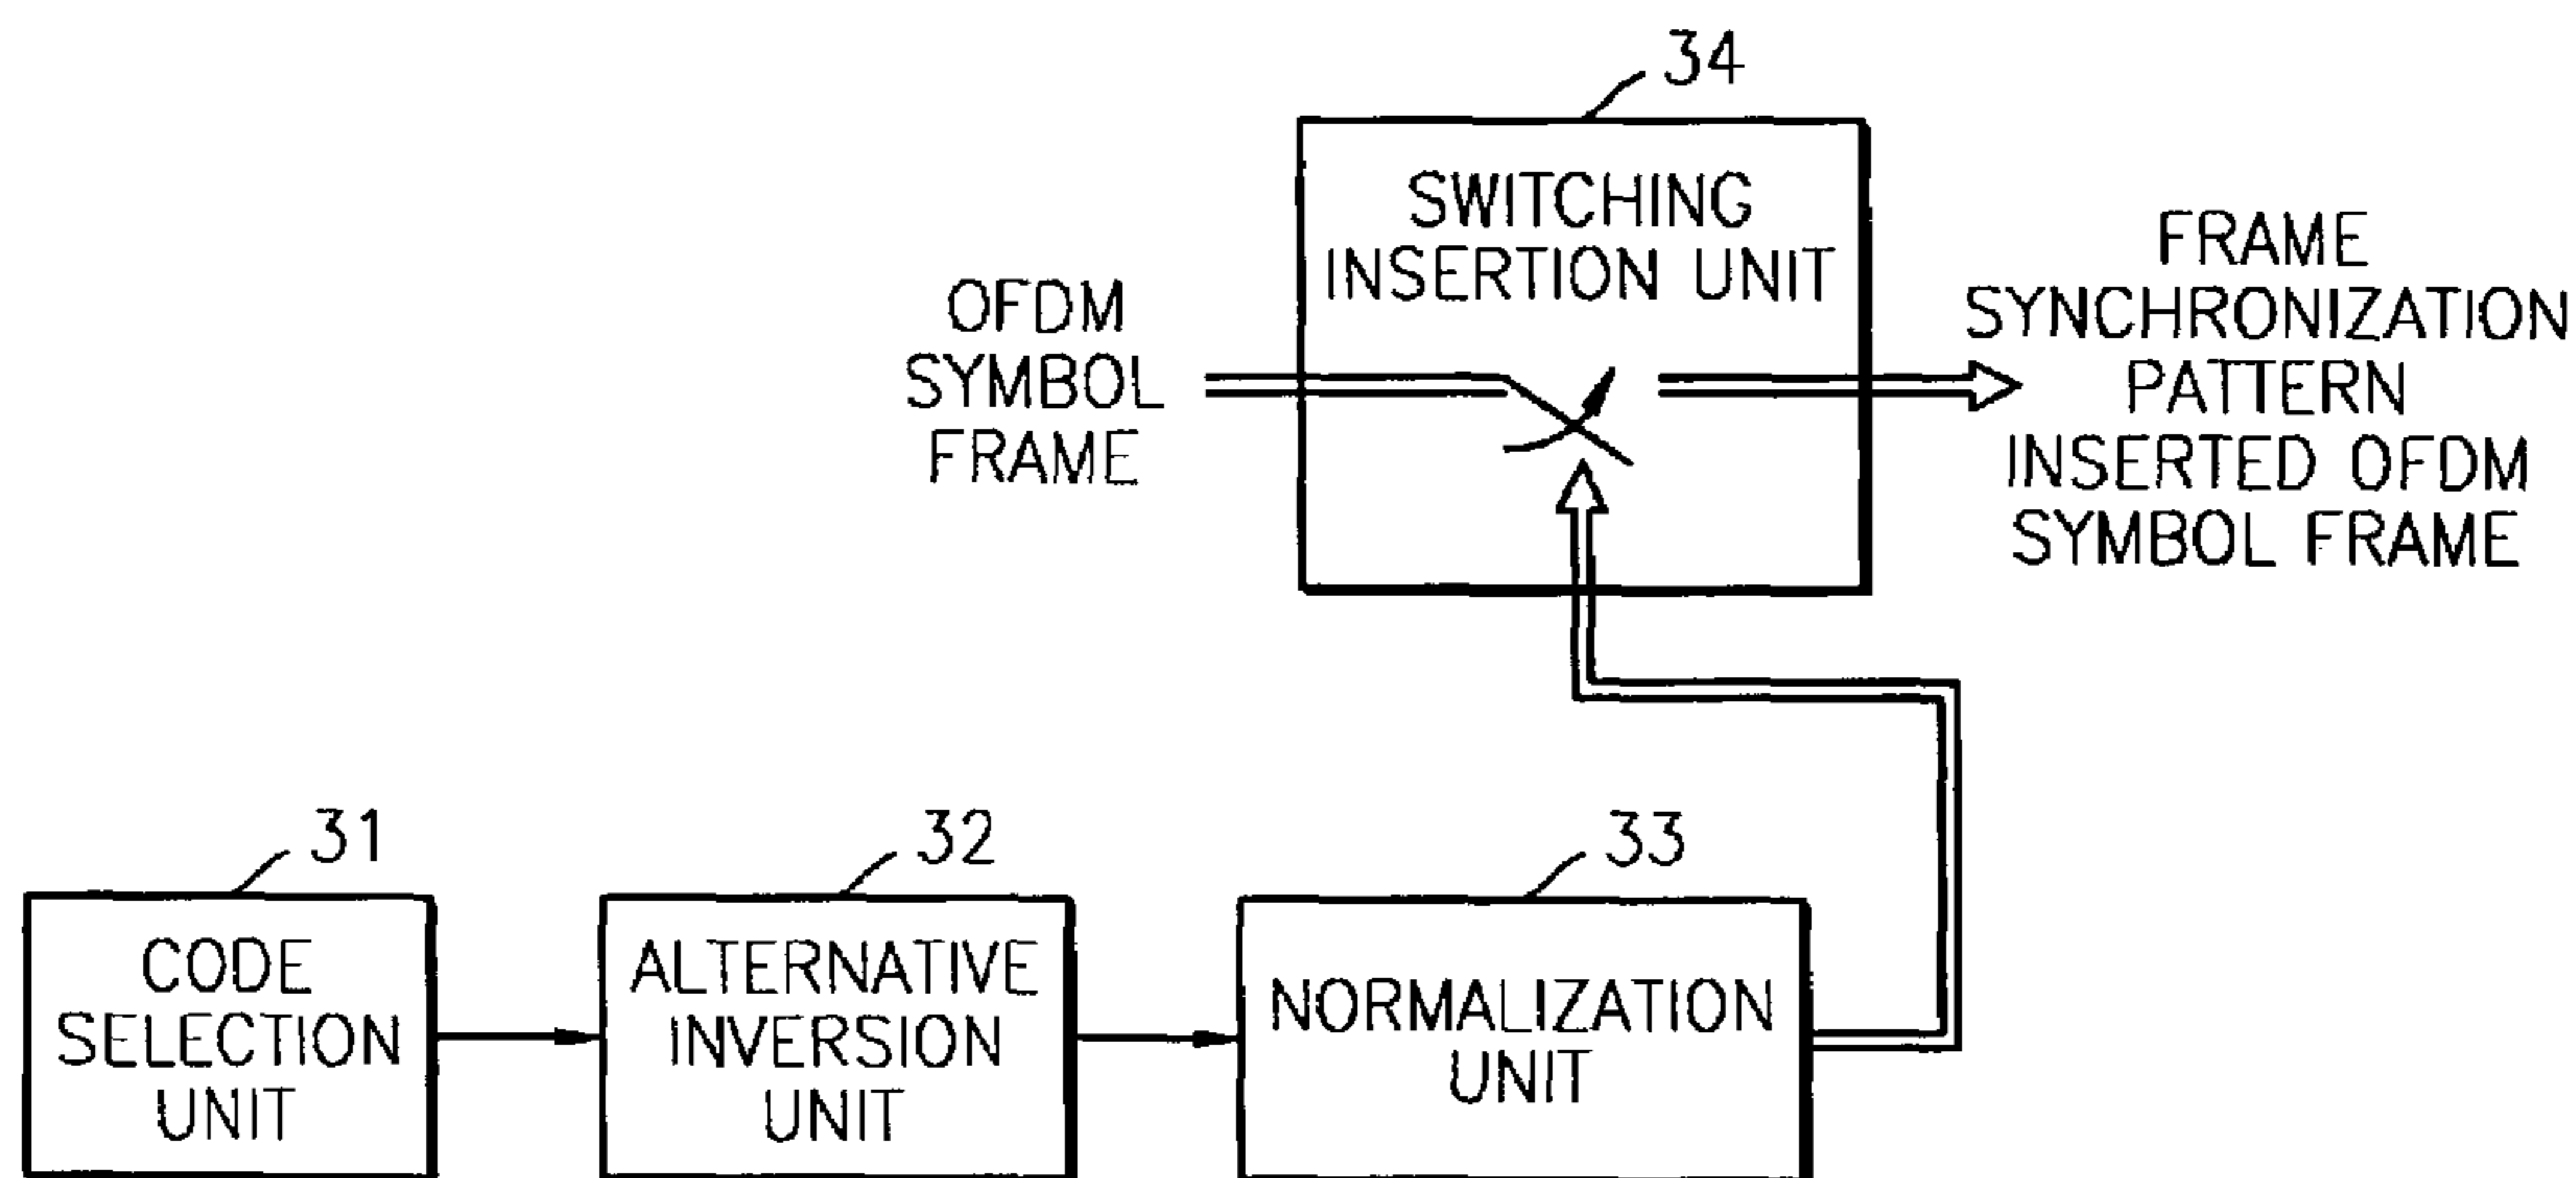 34
SWITCHING
INSERTION UNIT
OFDM
SYMBOL
FRAME
FRAME
SYNCHRONIZATION
PATTERN
INSERTED OFDM
SYMBOL FRAME
31
CODE
SELECTION
UNIT
32
ALTERNATIVE
INVERSION
UNIT
33
NORMALIZATION
UNIT